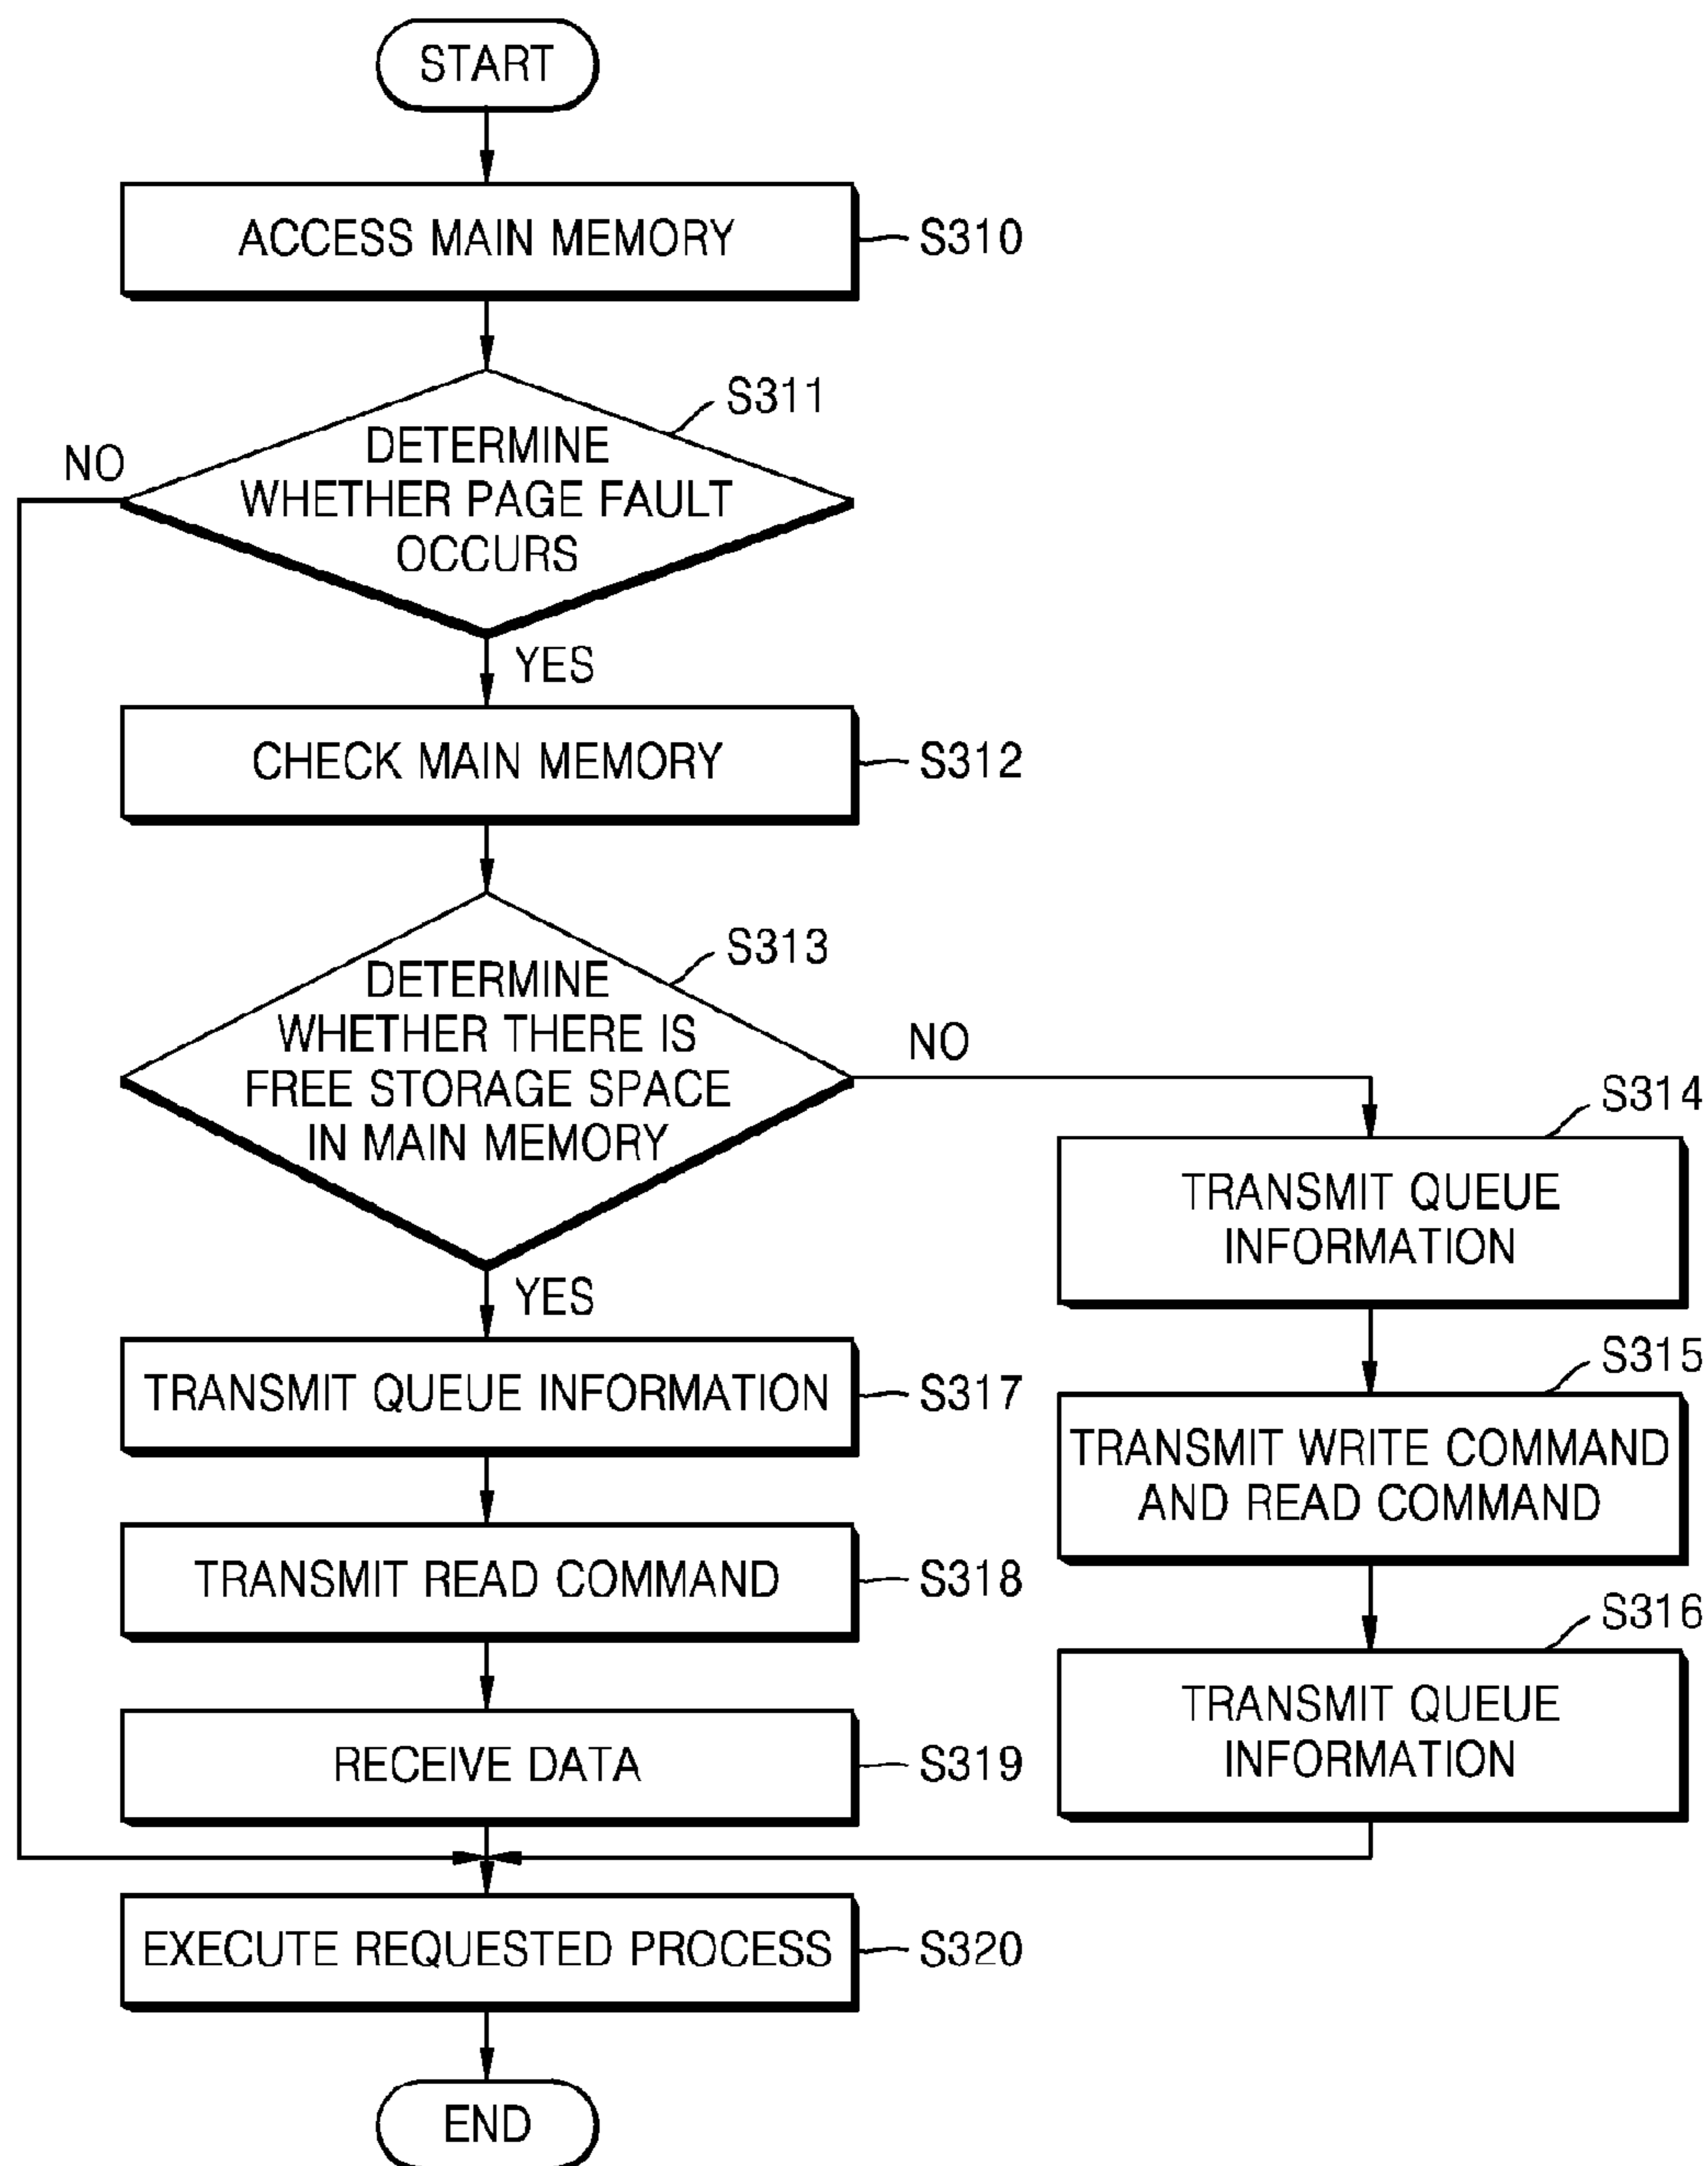 START
ACCESS MAIN MEMORY
S310
S311
DETERMINE
WHETHER PAGE FAULT
OCCURS
NO
YES
CHECK MAIN MEMORY
S312
S313
DETERMINE
WHETHER THERE IS
FREE STORAGE SPACE
IN MAIN MEMORY
NO
YES
S314
TRANSMIT QUEUE
INFORMATION
S315
TRANSMIT WRITE COMMAND
AND READ COMMAND
S316
TRANSMIT QUEUE
INFORMATION
TRANSMIT QUEUE INFORMATION
S317
TRANSMIT READ COMMAND
S318
RECEIVE DATA
S319
EXECUTE REQUESTED PROCESS
S320
END